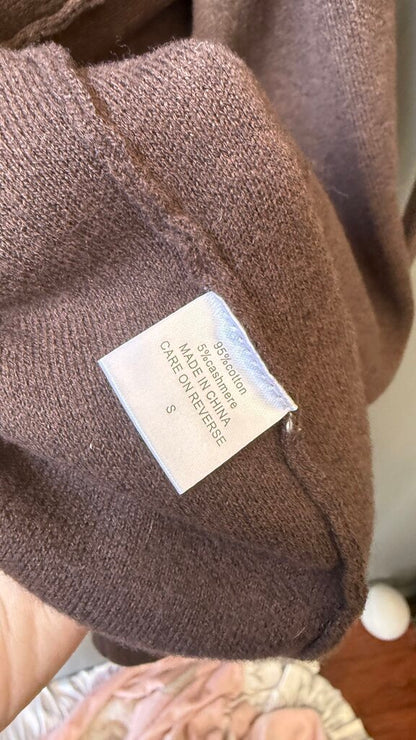 95%cotton
5%cashmere
MADE IN CHINA
CARE ON REVERSE
S